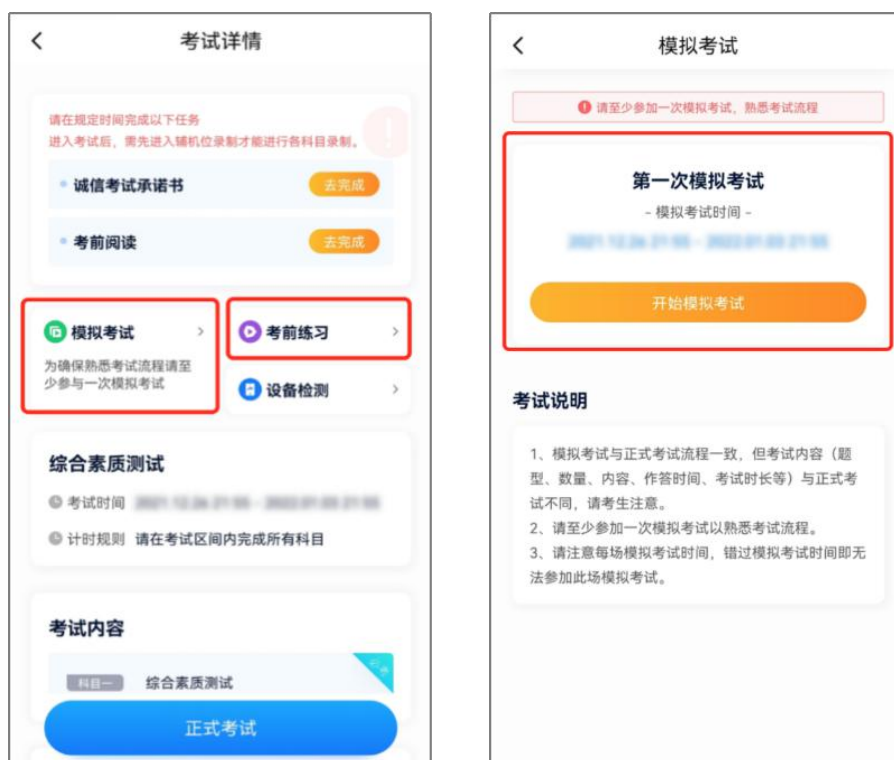 考试详情
请在规定时间完成以下任务
进入考试后，需先进入辅机位录制才能进行各科目录制。
诚信考试承诺书
去完成
考前阅读
去完成
模拟考试
为确保熟悉考试流程请至
少参与一次模拟考试
考前练习
设备检测
综合素质测试
考试时间
计时规则 请在考试区间内完成所有科目
考试内容
科目一 综合素质测试
正式考试
模拟考试
请至少参加一次模拟考试，熟悉考试流程
第一次模拟考试
- 模拟考试时间 -
开始模拟考试
考试说明
1、模拟考试与正式考试流程一致，但考试内容（题
型、数量、内容、作答时间、考试时长等）与正式考
试不同，请考生注意。
2、请至少参加一次模拟考试以熟悉考试流程。
3、请注意每场模拟考试时间，错过模拟考试时间即无
法参加此场模拟考试。